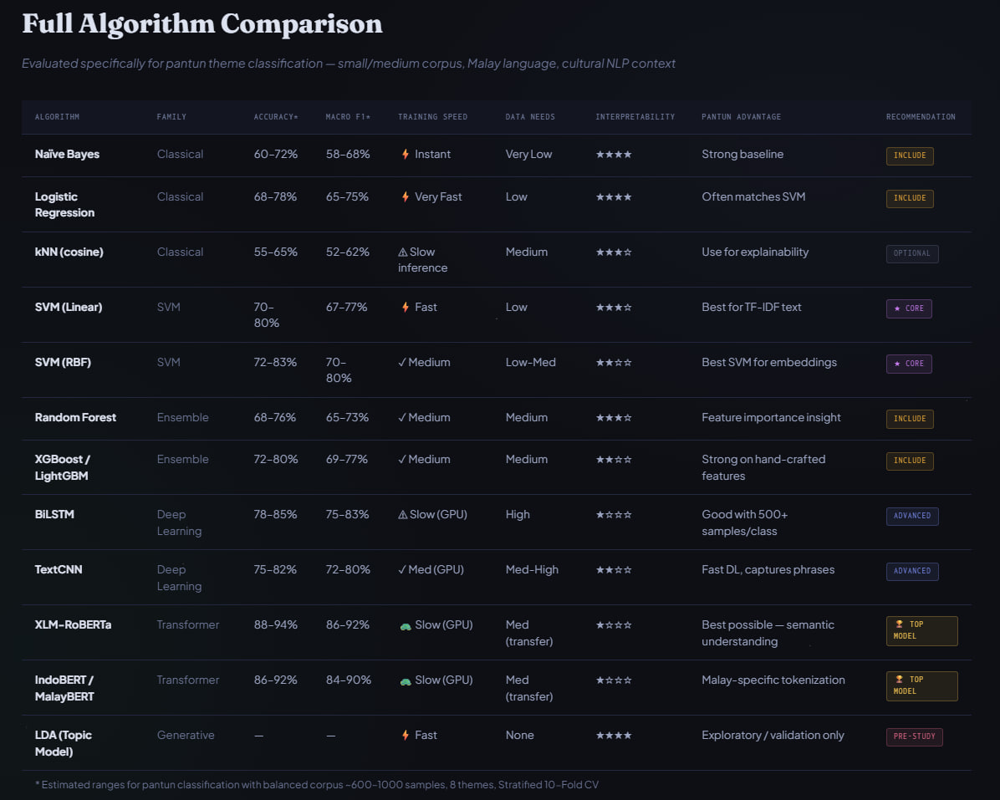 Full Algorithm Comparison
Evaluated specifically for pantun theme classification — small/medium corpus, Malay language, cultural NLP context
ALGORITHM FAMILY ACCURACY* MACRO F1* TRAINING SPEED DATA NEEDS INTERPRETABILITY PANTUN ADVANTAGE RECOMMENDATION
Naïve Bayes Classical 60–72% 58–68% ⚡ Instant Very Low ★★★★ Strong baseline INCLUDE
Logistic Classical 68–78% 65–75% ⚡ Very Fast Low ★★★★ Often matches SVM INCLUDE
Regression
kNN (cosine) Classical 55–65% 52–62% ⚠ Slow Medium ★★★☆ Use for explainability OPTIONAL
inference
SVM (Linear) SVM 70– 67–77% ⚡ Fast Low ★★★☆ Best for TF-IDF text ★ CORE
80%
SVM (RBF) SVM 72–83% 70– ✓ Medium Low-Med ★★☆☆ Best SVM for embeddings ★ CORE
80%
Random Forest Ensemble 68–76% 65–73% ✓ Medium Medium ★★★☆ Feature importance insight INCLUDE
XGBoost / Ensemble 72–80% 69–77% ✓ Medium Medium ★★☆☆ Strong on hand-crafted INCLUDE
LightGBM features
BiLSTM Deep 78–85% 75–83% ⚠ Slow (GPU) High ★☆☆☆ Good with 500+ ADVANCED
Learning samples/class
TextCNN Deep 75–82% 72–80% ✓ Med (GPU) Med-High ★★☆☆ Fast DL, captures phrases ADVANCED
Learning
XLM-RoBERTa Transformer 88–94% 86–92% 🐢 Slow (GPU) Med ★☆☆☆ Best possible — semantic 🏆 TOP
(transfer) understanding MODEL
IndoBERT / Transformer 86–92% 84–90% 🐢 Slow (GPU) Med ★☆☆☆ Malay-specific tokenization 🏆 TOP
MalayBERT (transfer) MODEL
LDA (Topic Generative — — ⚡ Fast None ★★★★ Exploratory / validation only PRE-STUDY
Model)
* Estimated ranges for pantun classification with balanced corpus ~600–1000 samples, 8 themes, Stratified 10-Fold CV